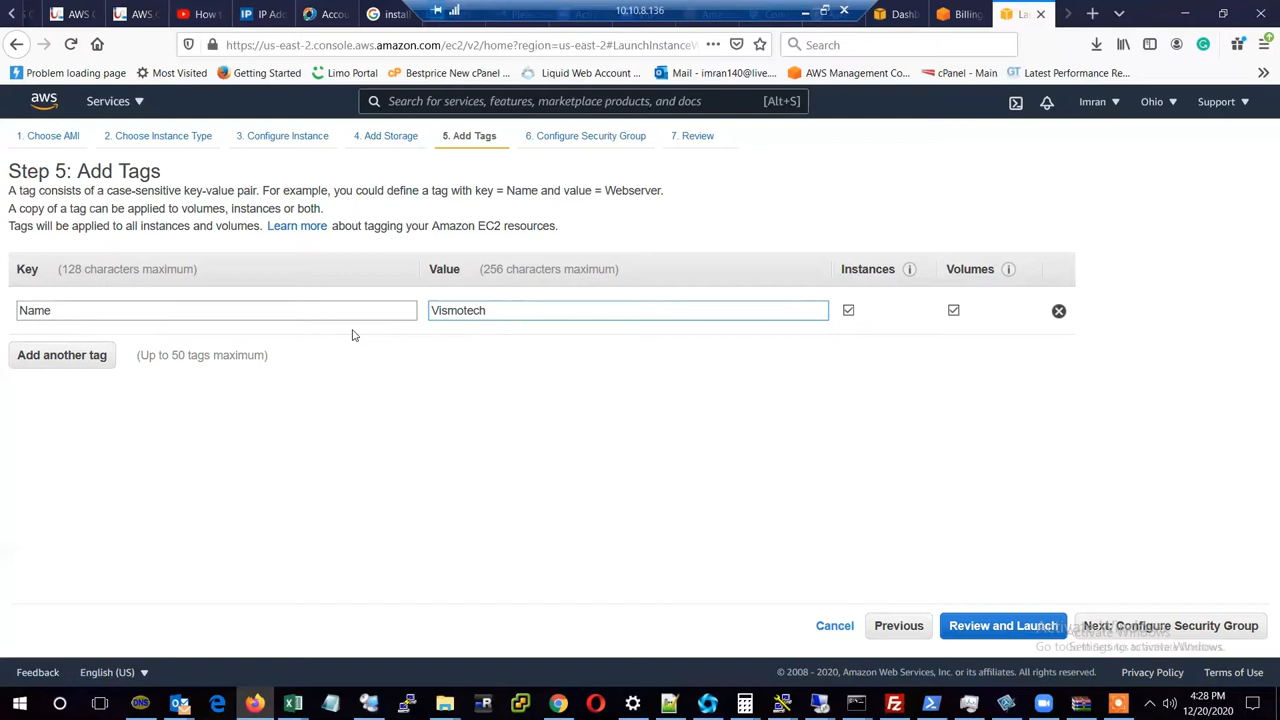 AWS
AWS C
How t
IP Add
Accou
install
10.10.8.136
Dashb
Billing
La
https://us-east-2.console.aws.amazon.com/ec2/v2/home?region=us-east-2#LaunchInstanceW
Search
Problem loading page
Most Visited
Getting Started
Limo Portal
Bestprice New cPanel ...
Liquid Web Account ...
Mail - imran140@live....
AWS Management Co...
cPanel - Main
Latest Performance Re...
aws
Services
Search for services, features, marketplace products, and docs
[Alt+S]
Imran
Ohio
Support
1. Choose AMI
2. Choose Instance Type
3. Configure Instance
4. Add Storage
5. Add Tags
6. Configure Security Group
7. Review
Step 5: Add Tags
A tag consists of a case-sensitive key-value pair. For example, you could define a tag with key = Name and value = Webserver.
A copy of a tag can be applied to volumes, instances or both.
Tags will be applied to all instances and volumes. Learn more about tagging your Amazon EC2 resources.
Key (128 characters maximum)
Value (256 characters maximum)
Instances
Volumes
Name
Vismotech
Add another tag
(Up to 50 tags maximum)
Cancel
Previous
Review and Launch
Next: Configure Security Group
Activate Windows
Go to Settings to activate Windows.
Feedback
English (US)
© 2008 - 2020, Amazon Web Services, Inc. or its affiliates. All rights reserved.
Privacy Policy
Terms of Use
4:28 PM
12/20/2020